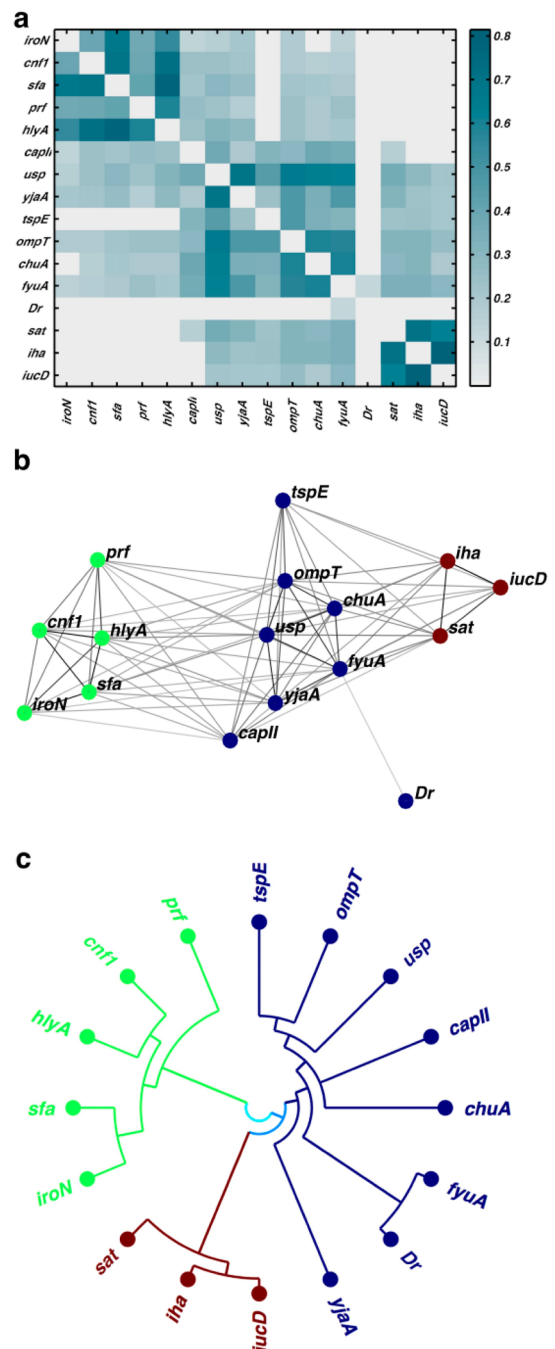 a
iroN
cnf1
sfa
prf
hlyA
usp
yjaA
tspE
ompT
chuA
fyuA
Dr
sat
iha
iucD
0.8
0.7
0.6
0.5
0.4
0.3
0.2
0.1
iroN
cnf1
sfa
prf
hlyA
usp
yjaA
tspE
ompT
chuA
fyuA
Dr
sat
iha
iucD
b
tspE
prf
iha
ompT
iucD
chuA
cnf1
hlyA
usp
sat
fyuA
sfa
iroN
yjaA
capII
Dr
c
tspE
ompT
prf
usp
cnf1
hlyA
capII
sfa
chuA
iroN
fyuA
sat
Dr
iha
iucD
yjaA